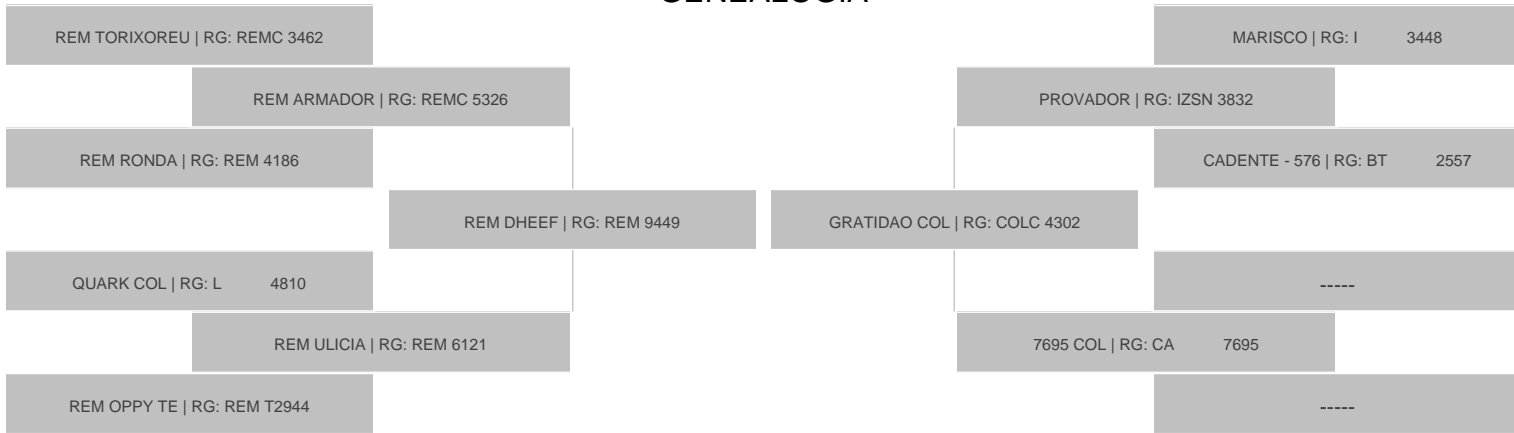 REM TORIXOREU | RG: REMC 3462
MARISCO | RG: I 3448
REM ARMADOR | RG: REMC 5326
PROVADOR | RG: IZSN 3832
REM RONDA | RG: REM 4186
CADENTE - 576 | RG: BT 2557
REM DHEEF | RG: REM 9449
GRATIDAO COL | RG: COLC 4302
QUARK COL | RG: L 4810
-----
REM ULICIA | RG: REM 6121
7695 COL | RG: CA 7695
REM OPPY TE | RG: REM T2944
-----